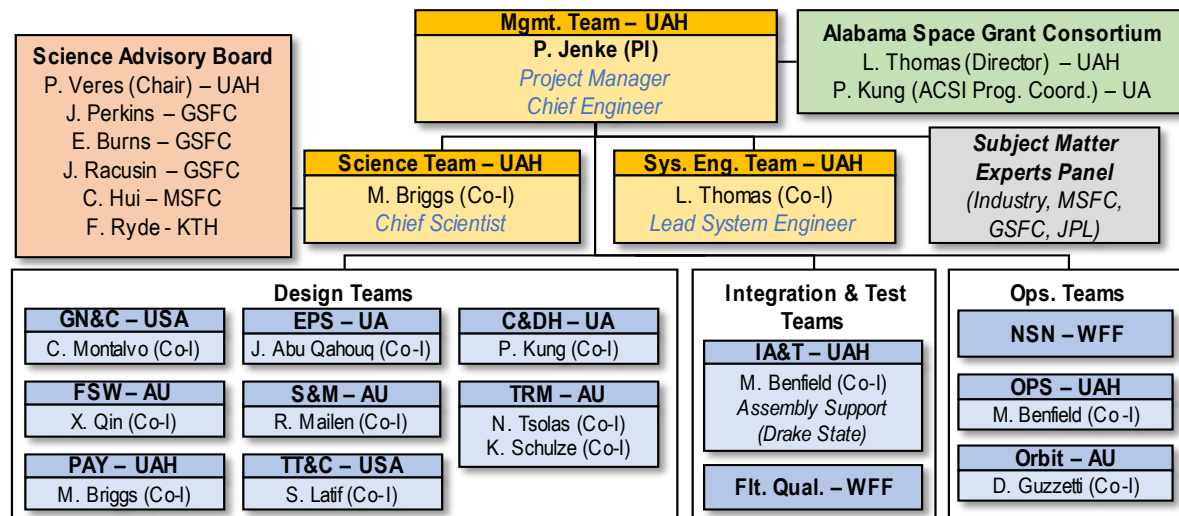 Mgmt. Team – UAH
P. Jenke (PI)
Project Manager
Chief Engineer
Science Advisory Board
P. Veres (Chair) – UAH
J. Perkins – GSFC
E. Burns – GSFC
J. Racusin – GSFC
C. Hui – MSFC
F. Ryde - KTH
Alabama Space Grant Consortium
L. Thomas (Director) – UAH
P. Kung (ACSI Prog. Coord.) – UA
Science Team – UAH
M. Briggs (Co-I)
Chief Scientist
Sys. Eng. Team – UAH
L. Thomas (Co-I)
Lead System Engineer
Subject Matter
Experts Panel
(Industry, MSFC,
GSFC, JPL)
Design Teams
GN&C – USA
C. Montalvo (Co-I)
EPS – UA
J. Abu Qahouq (Co-I)
C&DH – UA
P. Kung (Co-I)
FSW – AU
X. Qin (Co-I)
S&M – AU
R. Mailen (Co-I)
TRM – AU
N. Tsolas (Co-I)
K. Schulze (Co-I)
PAY – UAH
M. Briggs (Co-I)
TT&C – USA
S. Latif (Co-I)
Integration & Test
Teams
IA&T – UAH
M. Benfield (Co-I)
Assembly Support
(Drake State)
Flt. Qual. – WFF
Ops. Teams
NSN – WFF
OPS – UAH
M. Benfield (Co-I)
Orbit – AU
D. Guzzetti (Co-I)